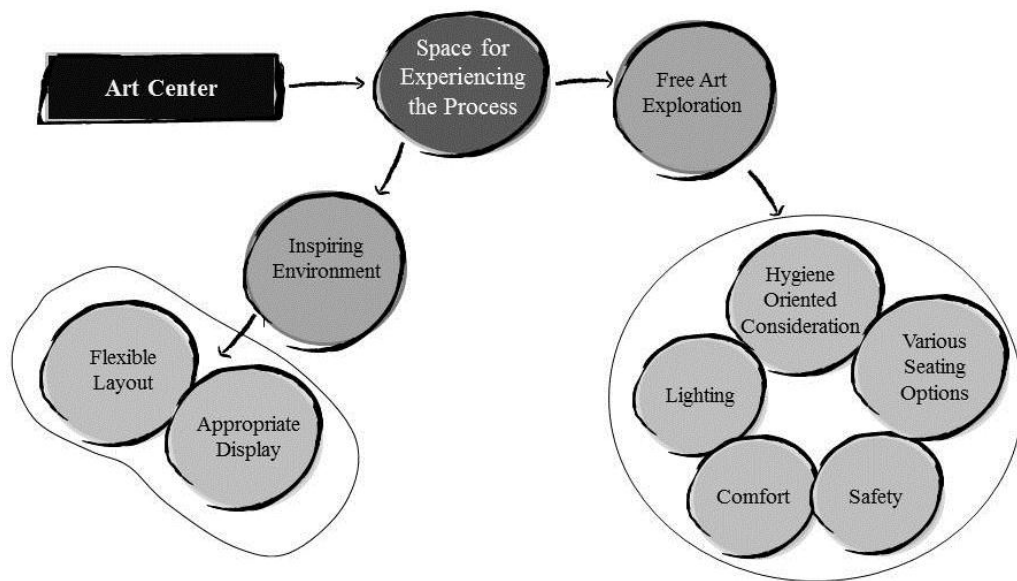 Art Center
Space for
Experiencing
the Process
Free Art
Exploration
Inspiring
Environment
Flexible
Layout
Appropriate
Display
Hygiene
Oriented
Consideration
Various
Seating
Options
Lighting
Comfort
Safety